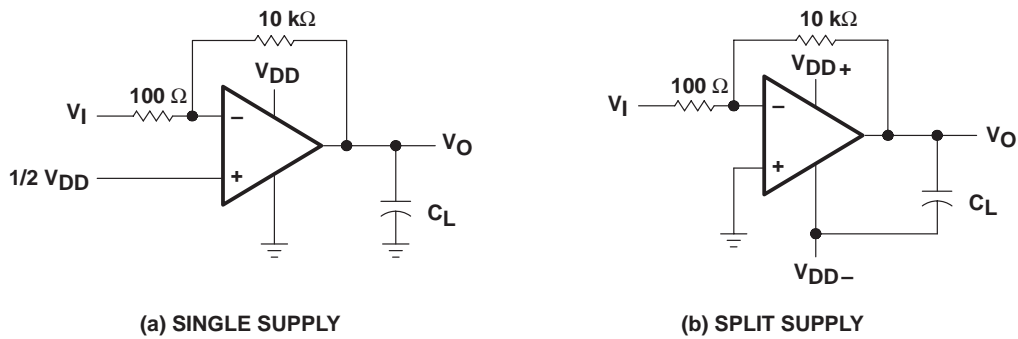 10 kΩ
VDD
100 Ω
VI
−
VO
1/2 VDD
+
CL
(a) SINGLE SUPPLY
10 kΩ
VDD+
100 Ω
VI
−
VO
+
CL
VDD−
(b) SPLIT SUPPLY